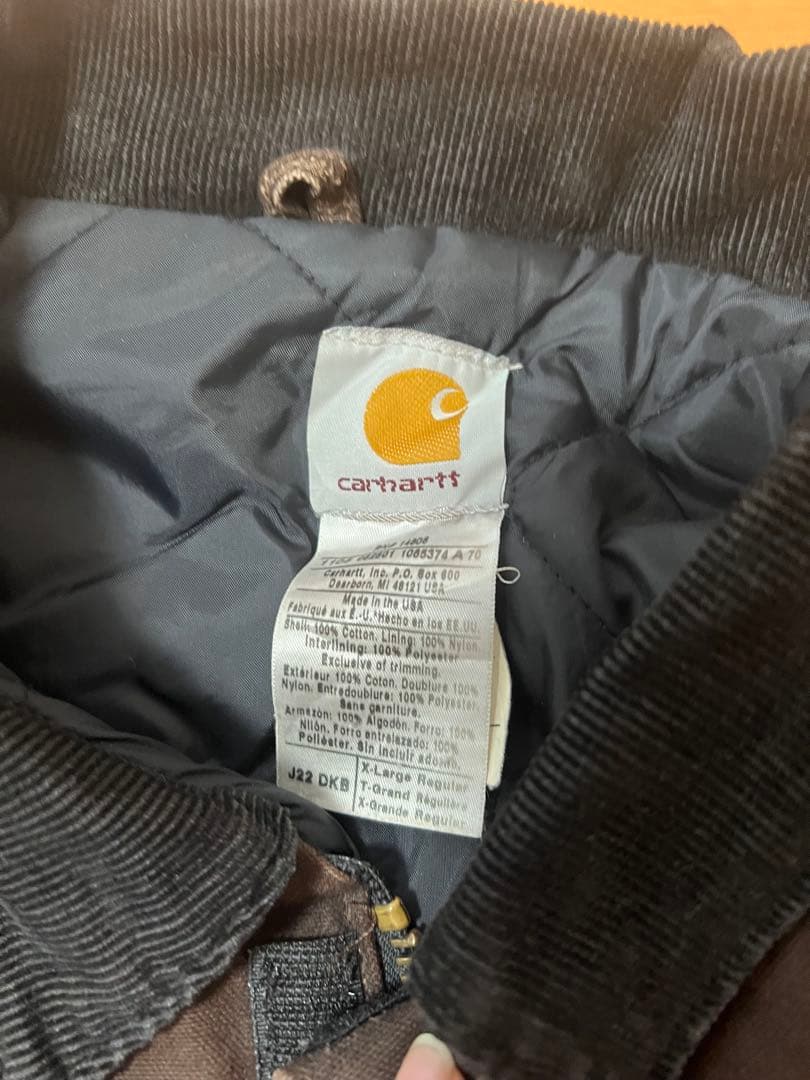 carhartt
14806
1065374 A 70
Carhartt, Inc. P.O. Box 600
Dearborn, MI 48121 USA
Made in the USA
Fabriqué aux É.-U. Hecho en los EE.UU.
Shell: 100% Cotton. Lining: 100% Nylon.
Interlining: 100% Polyester
Exclusive of trimming.
Extérieur 100% Coton. Doublure 100%
Nylon. Entredoublure: 100% Polyester
Sans garniture.
Armazón: 100% Algodón. Forro: 100%
Nilón. Forro entrelazado: 100%
Poliéster. Sin incluir adorno.
J22 DKB
X-Large Regular
T-Grand Régulière
X-Grande Regular